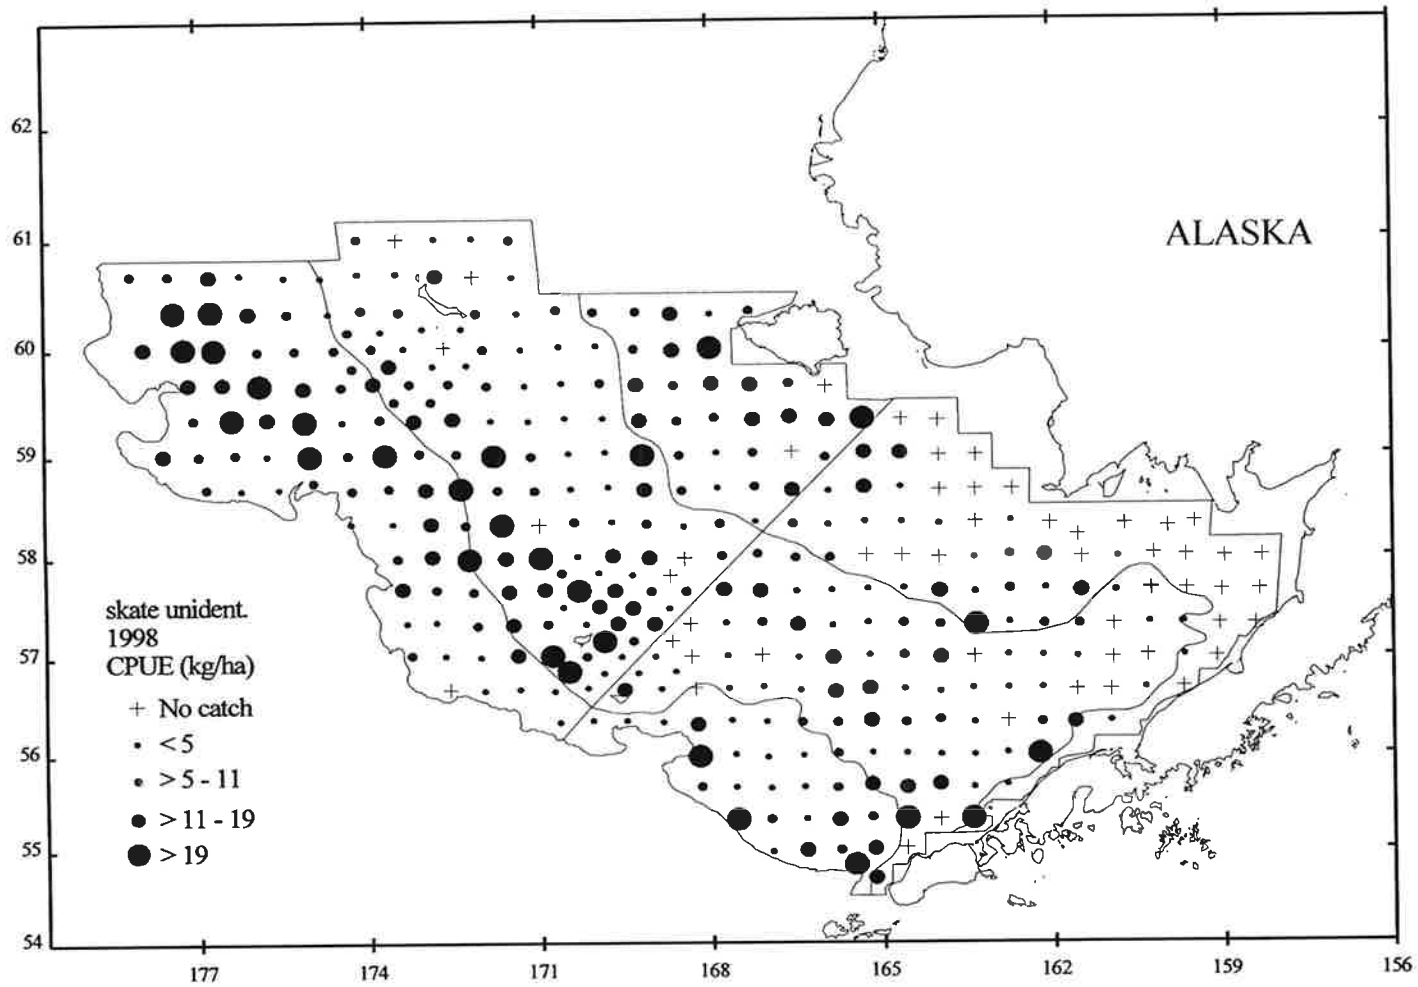 62
61
60
59
58
57
56
55
54
ALASKA
skate unident.
1998
CPUE (kg/ha)
+ No catch
< 5
> 5 - 11
> 11 - 19
> 19
177 174 171 168 165 162 159 156